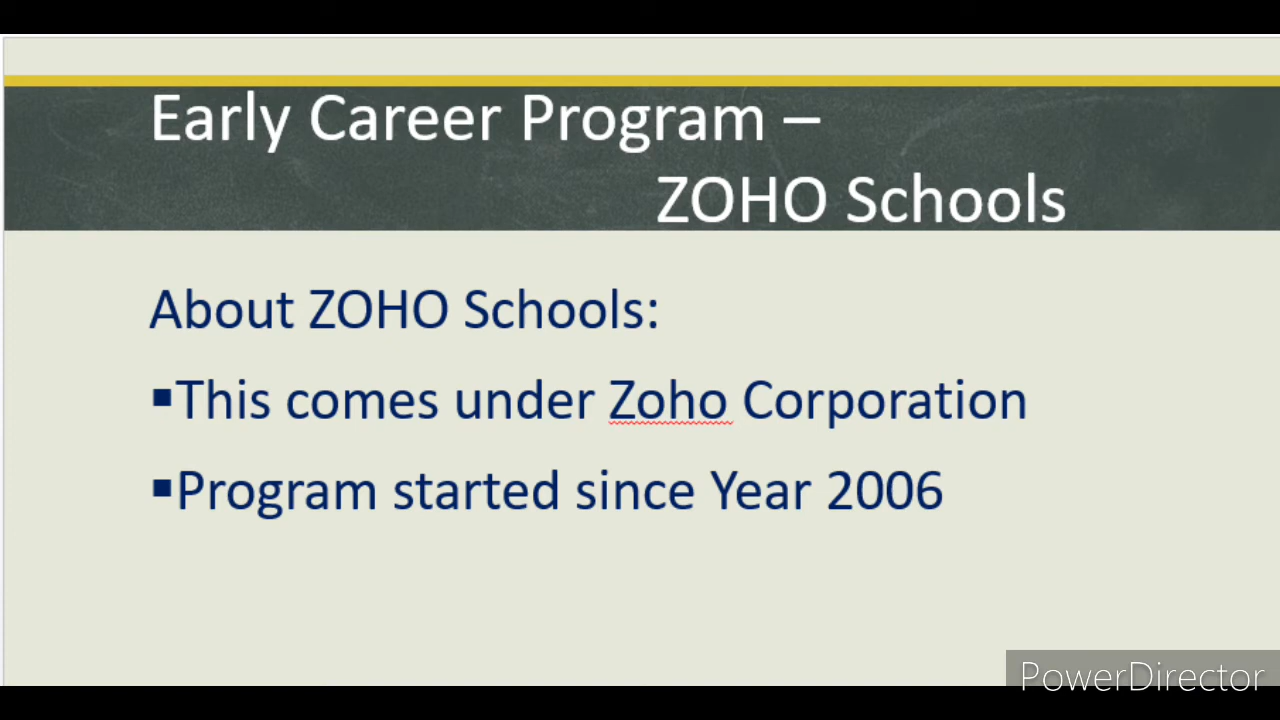 Early Career Program –
ZOHO Schools
About ZOHO Schools:
▪This comes under Zoho Corporation
▪Program started since Year 2006
PowerDirector